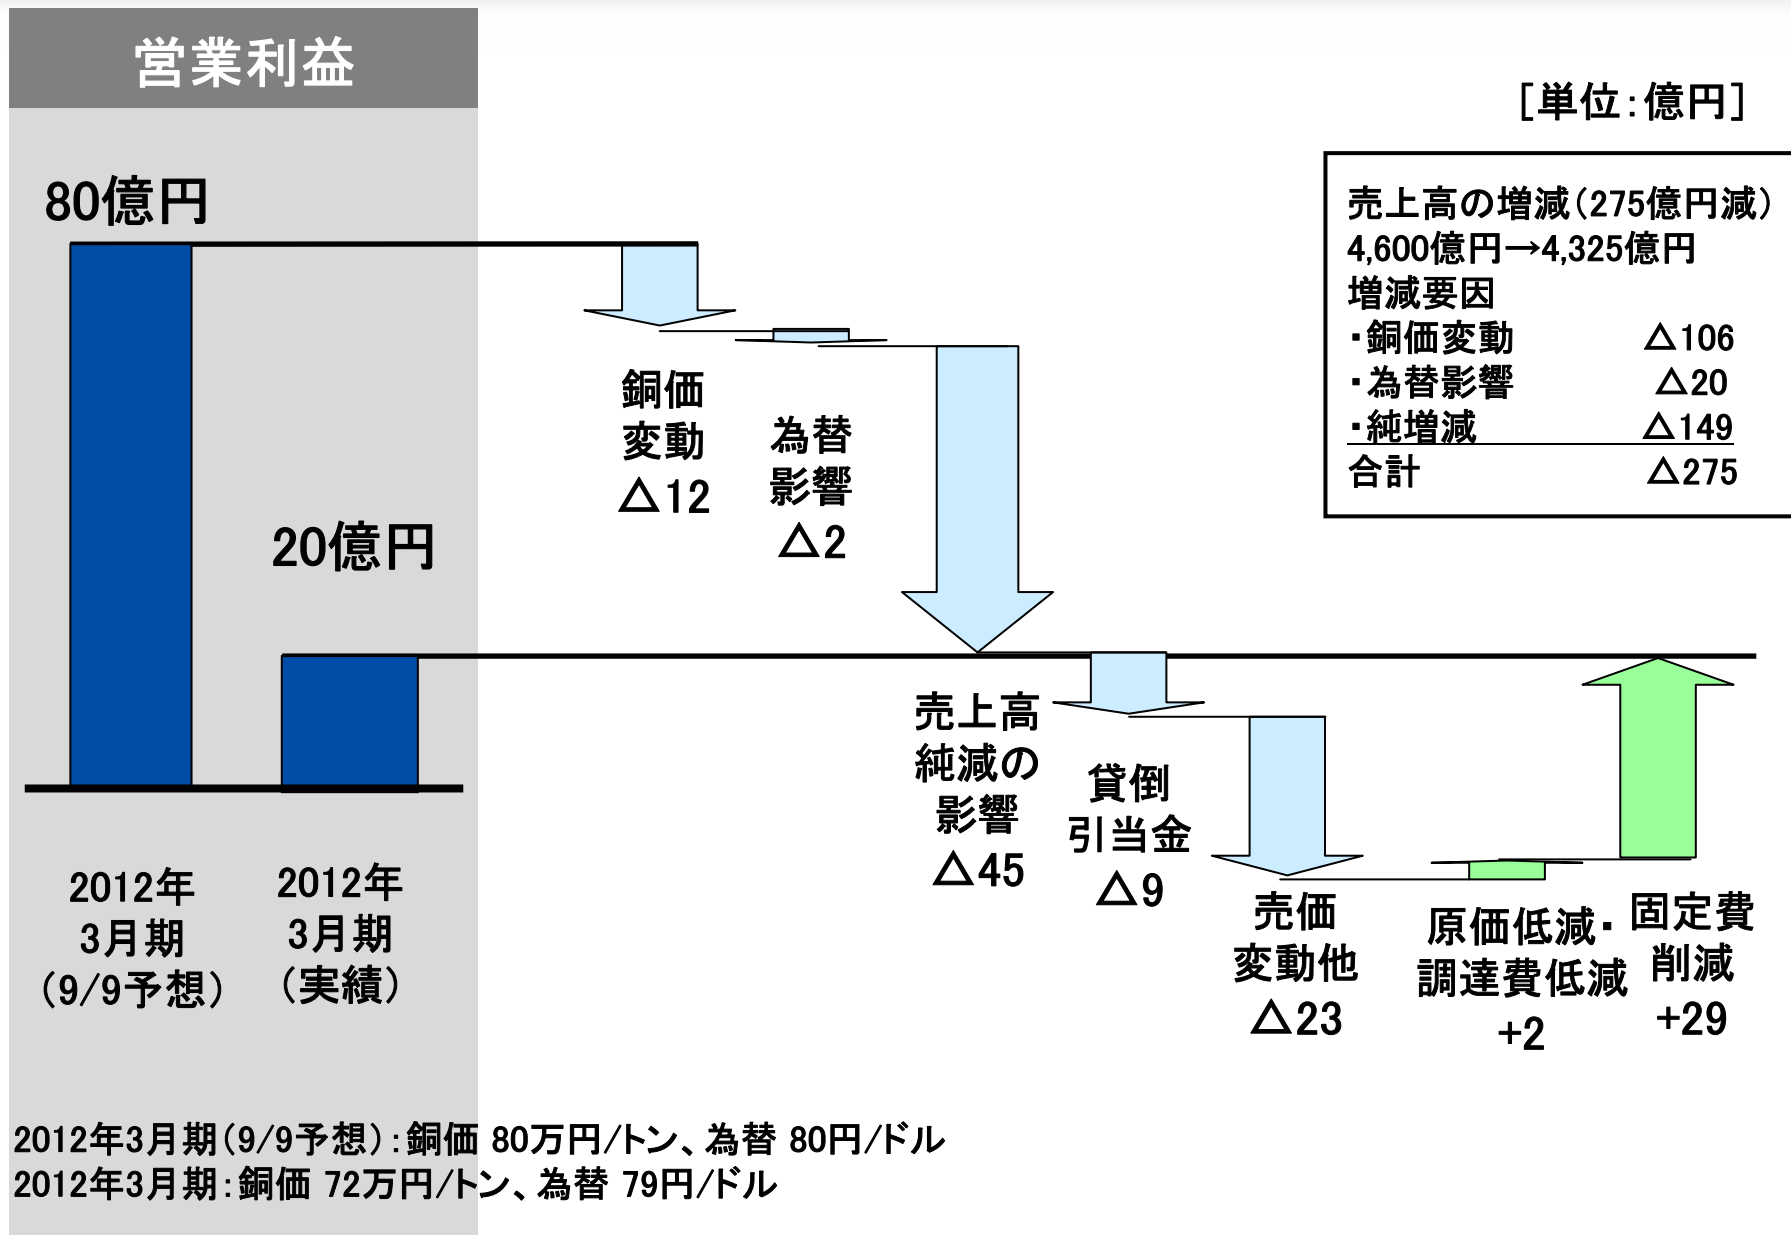 営業利益
[単位：億円]
80億円
20億円
売上高の増減（275億円減）
4,600億円→4,325億円
増減要因
・銅価変動 △106
・為替影響 △20
・純増減 △149
合計 △275
銅価
変動
△12
為替
影響
△2
売上高
純減の
影響
△45
貸倒
引当金
△9
売価
変動他
△23
原価低減・
調達費低減
+2
固定費
削減
+29
2012年
3月期
（9/9予想）
2012年
3月期
（実績）
2012年3月期（9/9予想）：銅価 80万円/トン、為替 80円/ドル
2012年3月期：銅価 72万円/トン、為替 79円/ドル